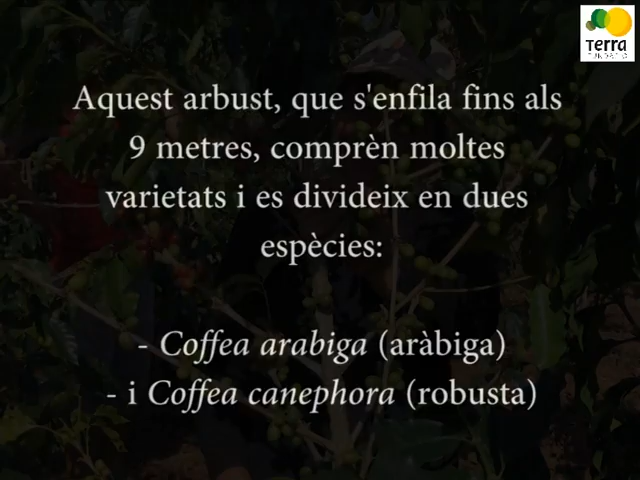 terra
FUNDACIÓ
Aquest arbust, que s'enfila fins als
9 metres, comprèn moltes
varietats i es divideix en dues
espècies:
- Coffea arabiga (aràbiga)
- i Coffea canephora (robusta)